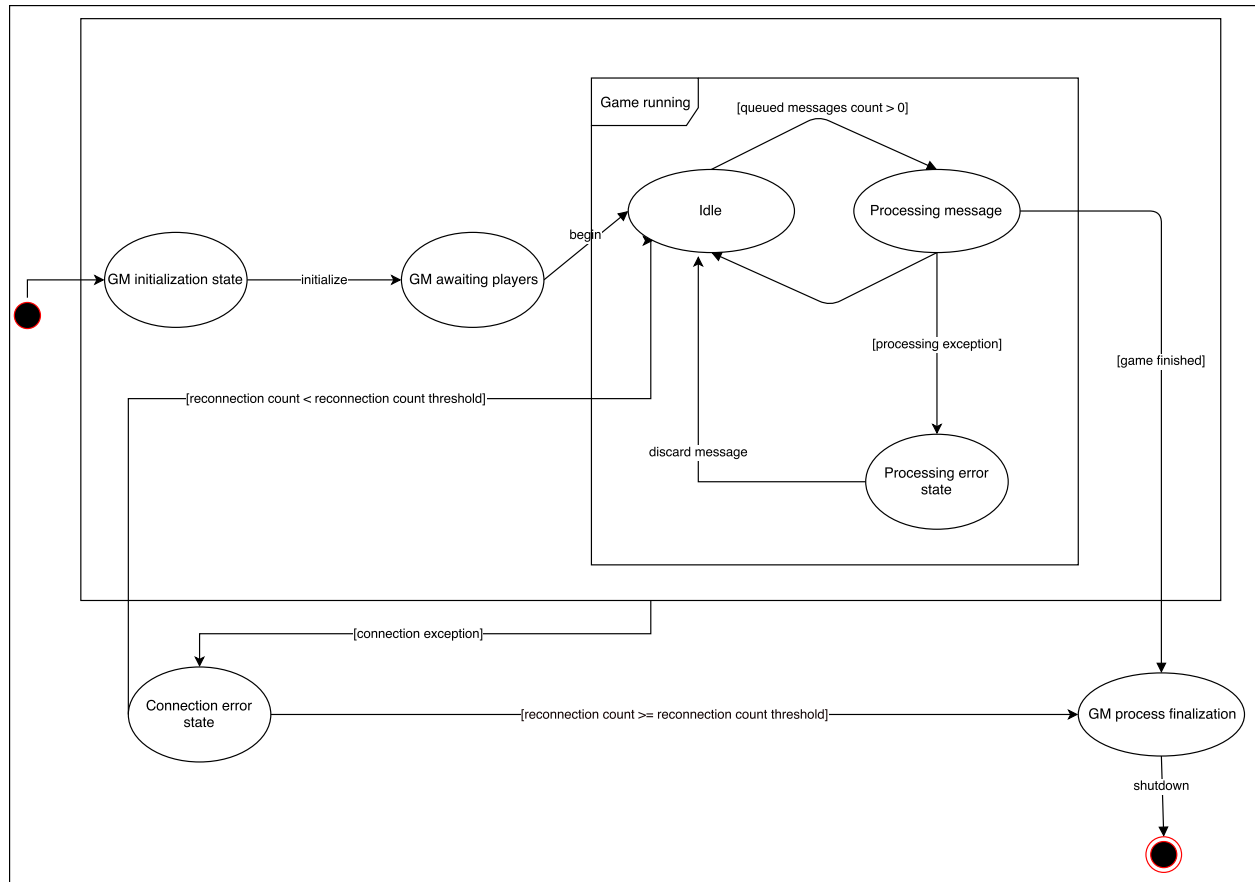 Game running
[queued messages count > 0]
Idle
Processing message
begin
GM initialization state
initialize
GM awaiting players
[processing exception]
[game finished]
[reconnection count < reconnection count threshold]
discard message
Processing error
state
[connection exception]
Connection error
state
[reconnection count >= reconnection count threshold]
GM process finalization
shutdown